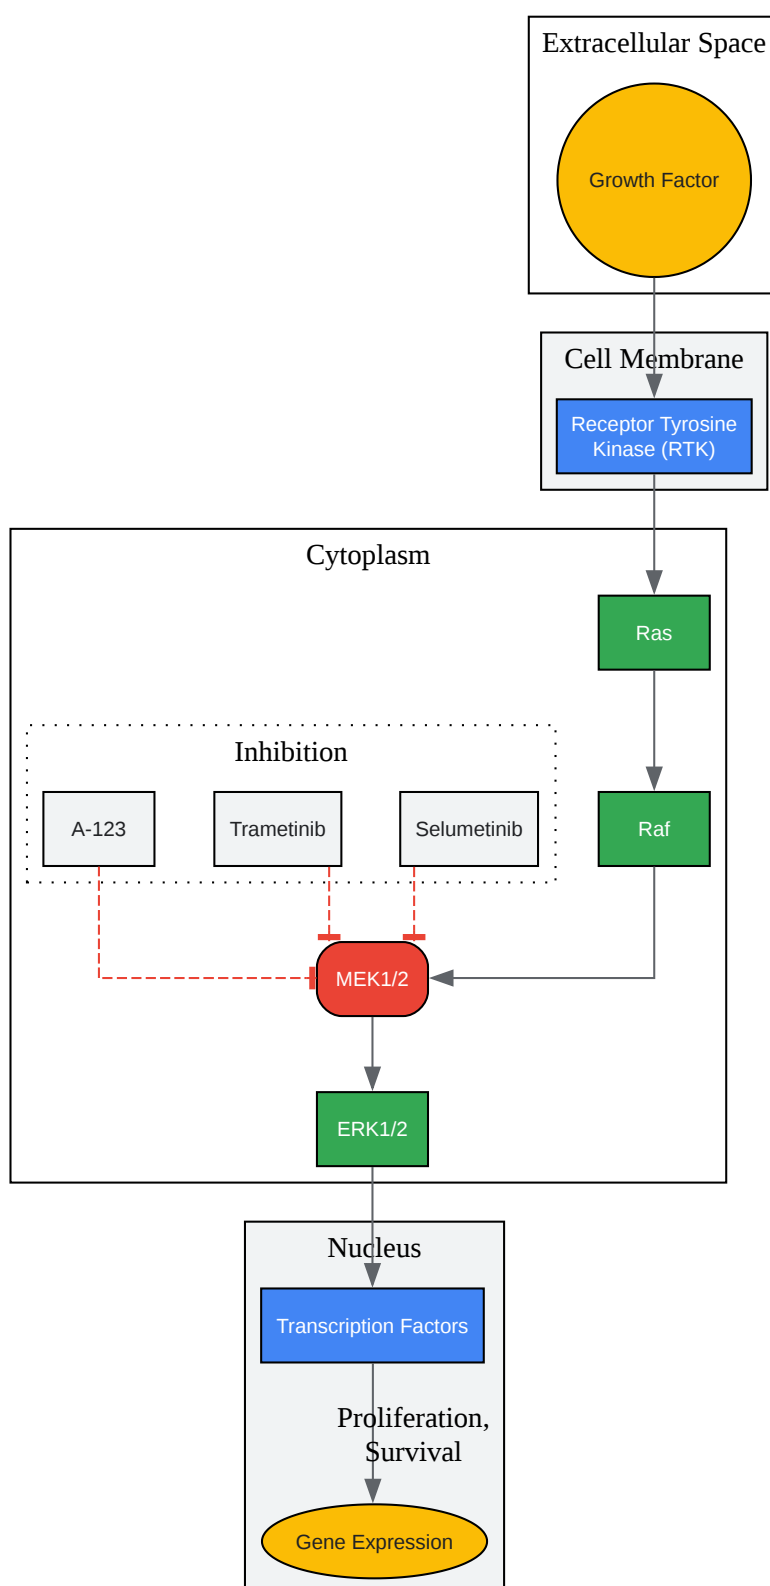 Extracellular Space
Growth Factor
Cell Membrane
Receptor Tyrosine
Kinase (RTK)
Cytoplasm
Ras
Inhibition
A-123
Trametinib
Selumetinib
Raf
MEK1/2
ERK1/2
Nucleus
Transcription Factors
Proliferation,
Survival
Gene Expression